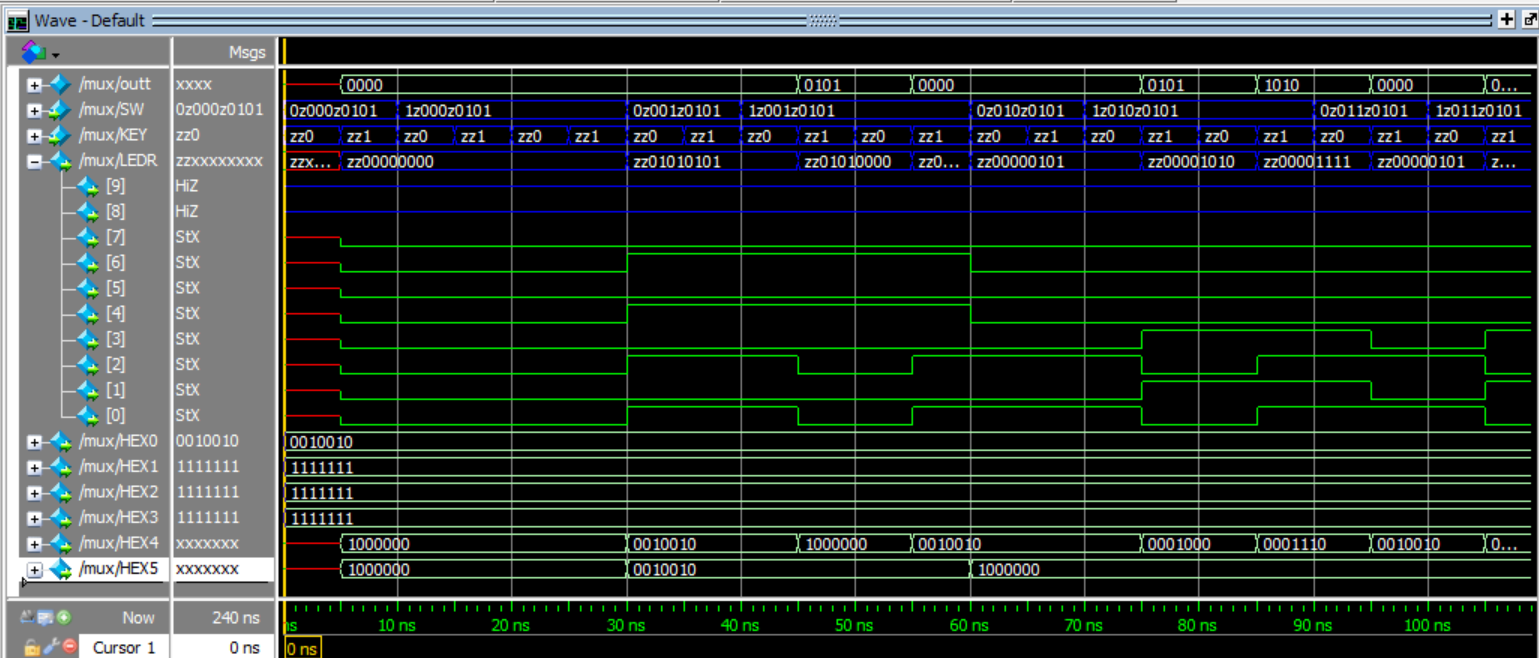 Wave - Default
Msgs
/mux/outt xxxx 0000 0101 0000 0101 1010 0000 0...
/mux/SW 0z000z0101 0z000z0101 1z000z0101 0z001z0101 1z001z0101 0z010z0101 1z010z0101 0z011z0101 1z011z0101
/mux/KEY zz0 zz0 zz1 zz0 zz1 zz0 zz1 zz0 zz1 zz0 zz1 zz0 zz1 zz0 zz1 zz0 zz1 zz0 zz1 zz0 zz1 zz0 zz1
/mux/LEDR zzxxxxxxxx zzx... zz00000000 zz01010101 zz01010000 zz0... zz00000101 zz00001010 zz00001111 zz00000101 z...
[9] HiZ
[8] HiZ
[7] StX
[6] StX
[5] StX
[4] StX
[3] StX
[2] StX
[1] StX
[0] StX
/mux/HEX0 0010010 0010010
/mux/HEX1 1111111 1111111
/mux/HEX2 1111111 1111111
/mux/HEX3 1111111 1111111
/mux/HEX4 xxxxxxx 1000000 0010010 1000000 0010010 0001000 0001110 0010010 0...
/mux/HEX5 xxxxxxx 1000000 0010010 1000000
Now 240 ns ns 10 ns 20 ns 30 ns 40 ns 50 ns 60 ns 70 ns 80 ns 90 ns 100 ns
Cursor 1 0 ns 0 ns